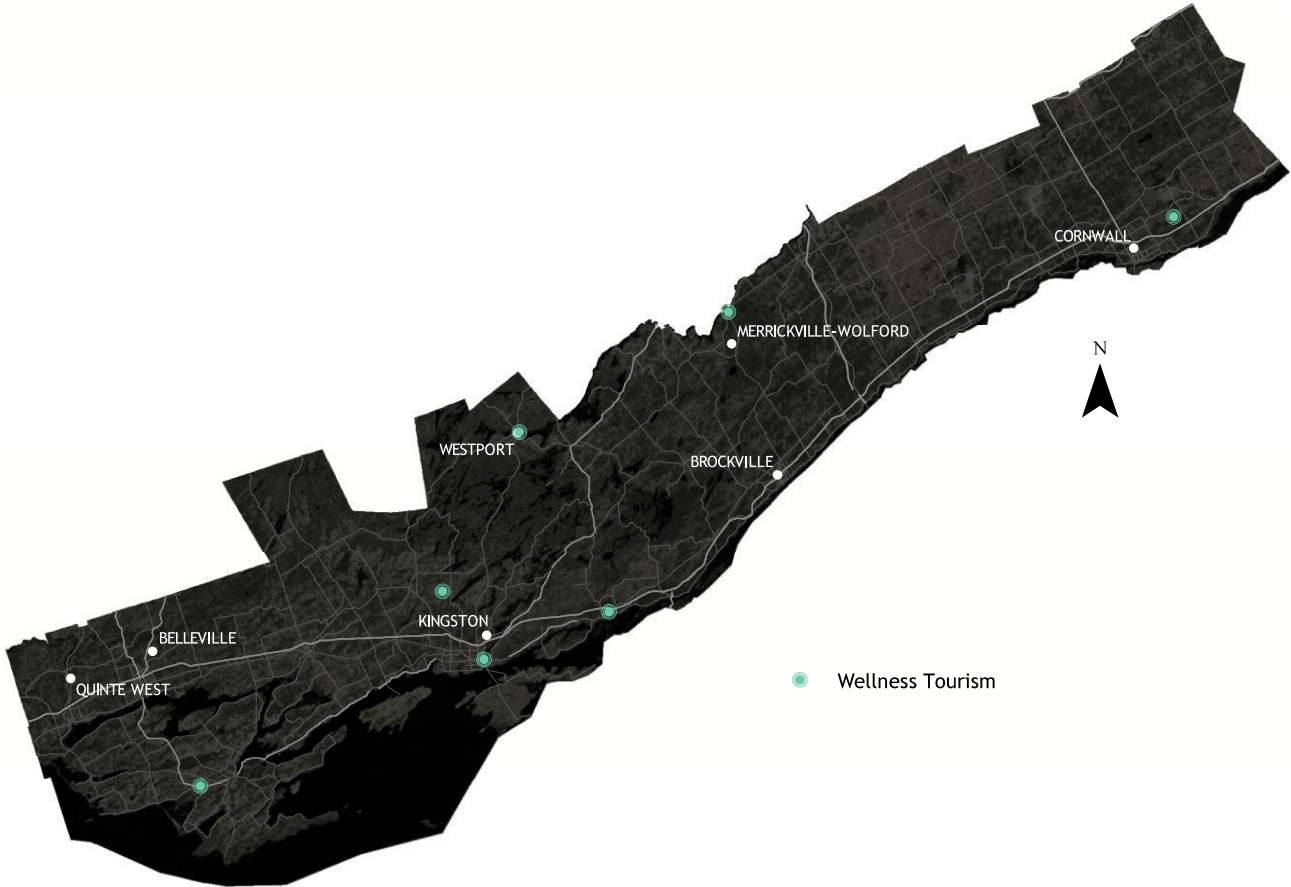 CORNWALL
N
MERRICKVILLE-WOLFORD
WESTPORT
BROCKVILLE
KINGSTON
BELLEVILLE
QUINTE WEST
Wellness Tourism